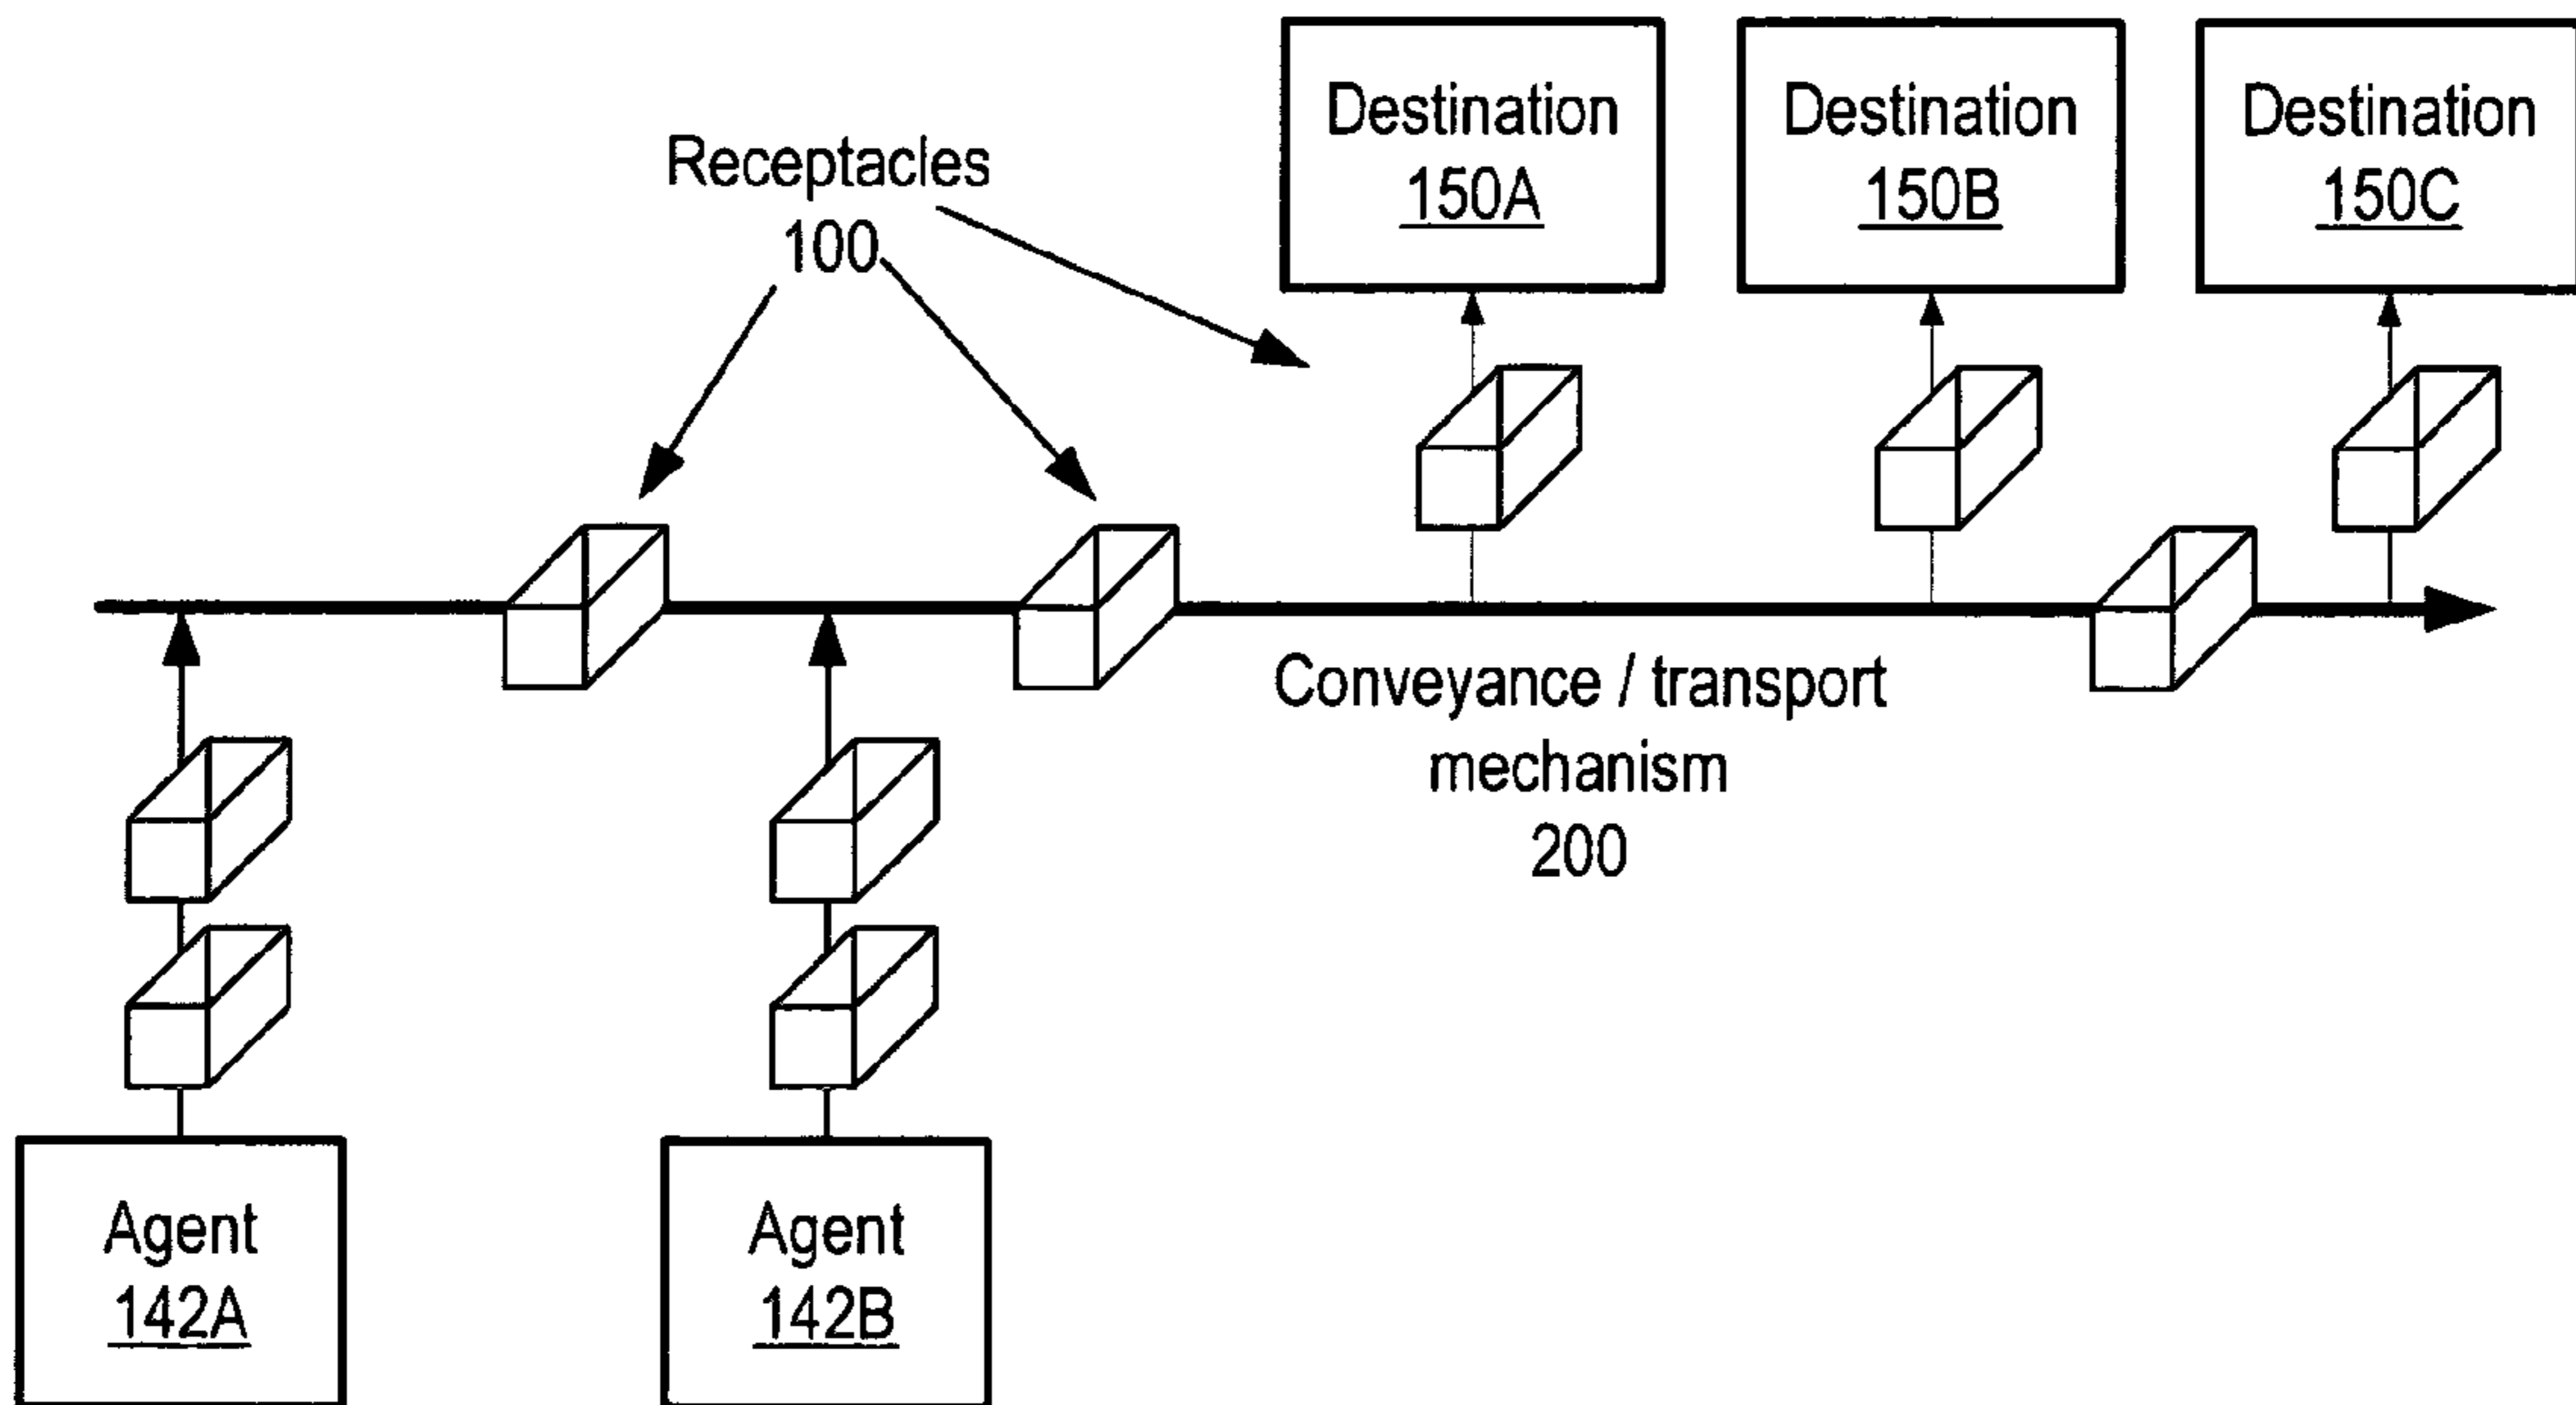 Receptacles
100
Destination
150A
Destination
150B
Destination
150C
Conveyance / transport
mechanism
200
Agent
142A
Agent
142B